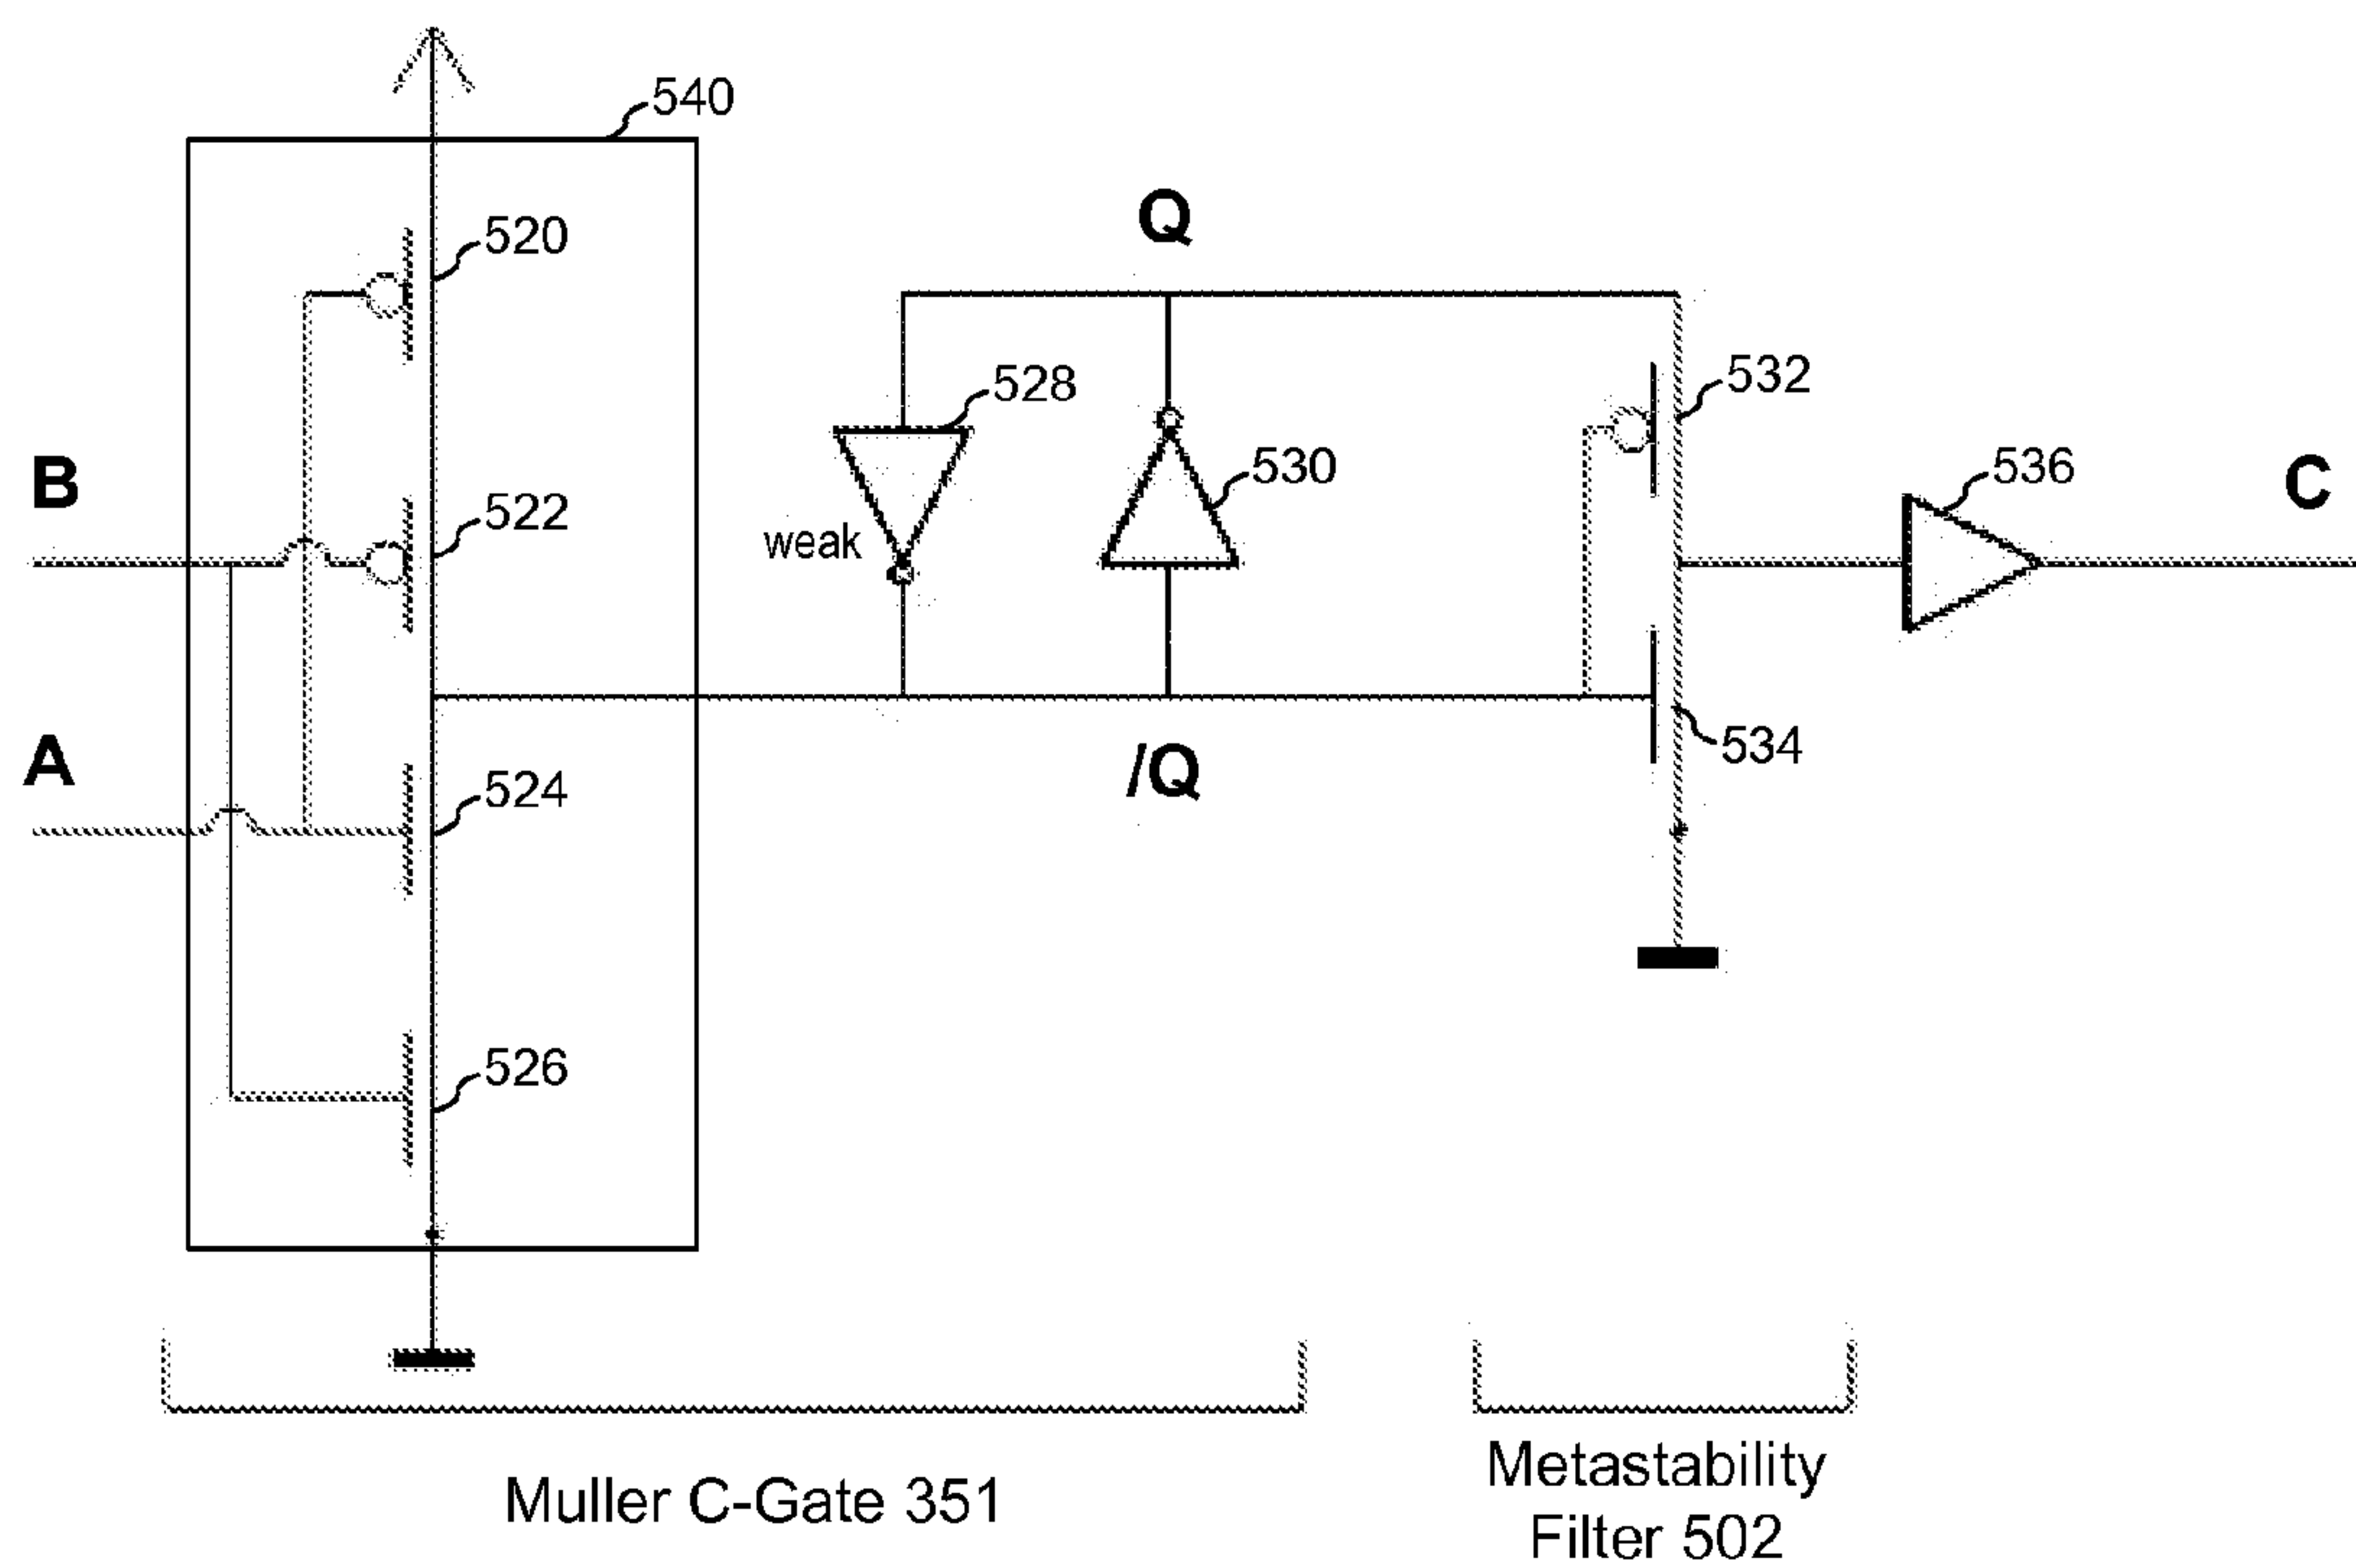 540
520
Q
532
528
B
530
536
C
522
weak
A
/Q
534
524
526
Muller C-Gate 351
Metastability
Filter 502